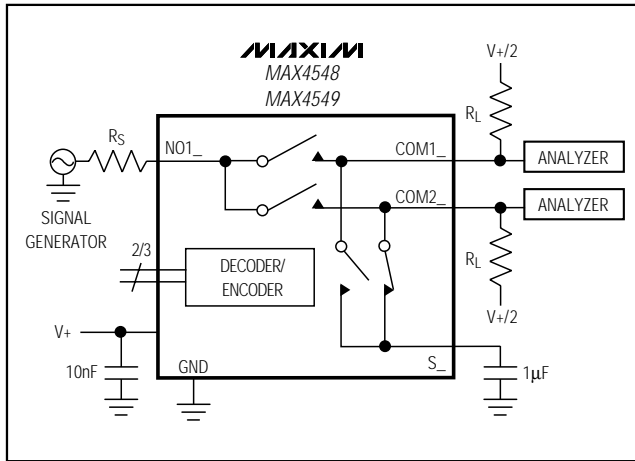 MAXIM
MAX4548
MAX4549
V+/2
RL
RS
NO1_
COM1_
ANALYZER
COM2_
ANALYZER
SIGNAL
GENERATOR
2/3
DECODER/
ENCODER
RL
V+/2
V+
10nF
GND
S_
1μF